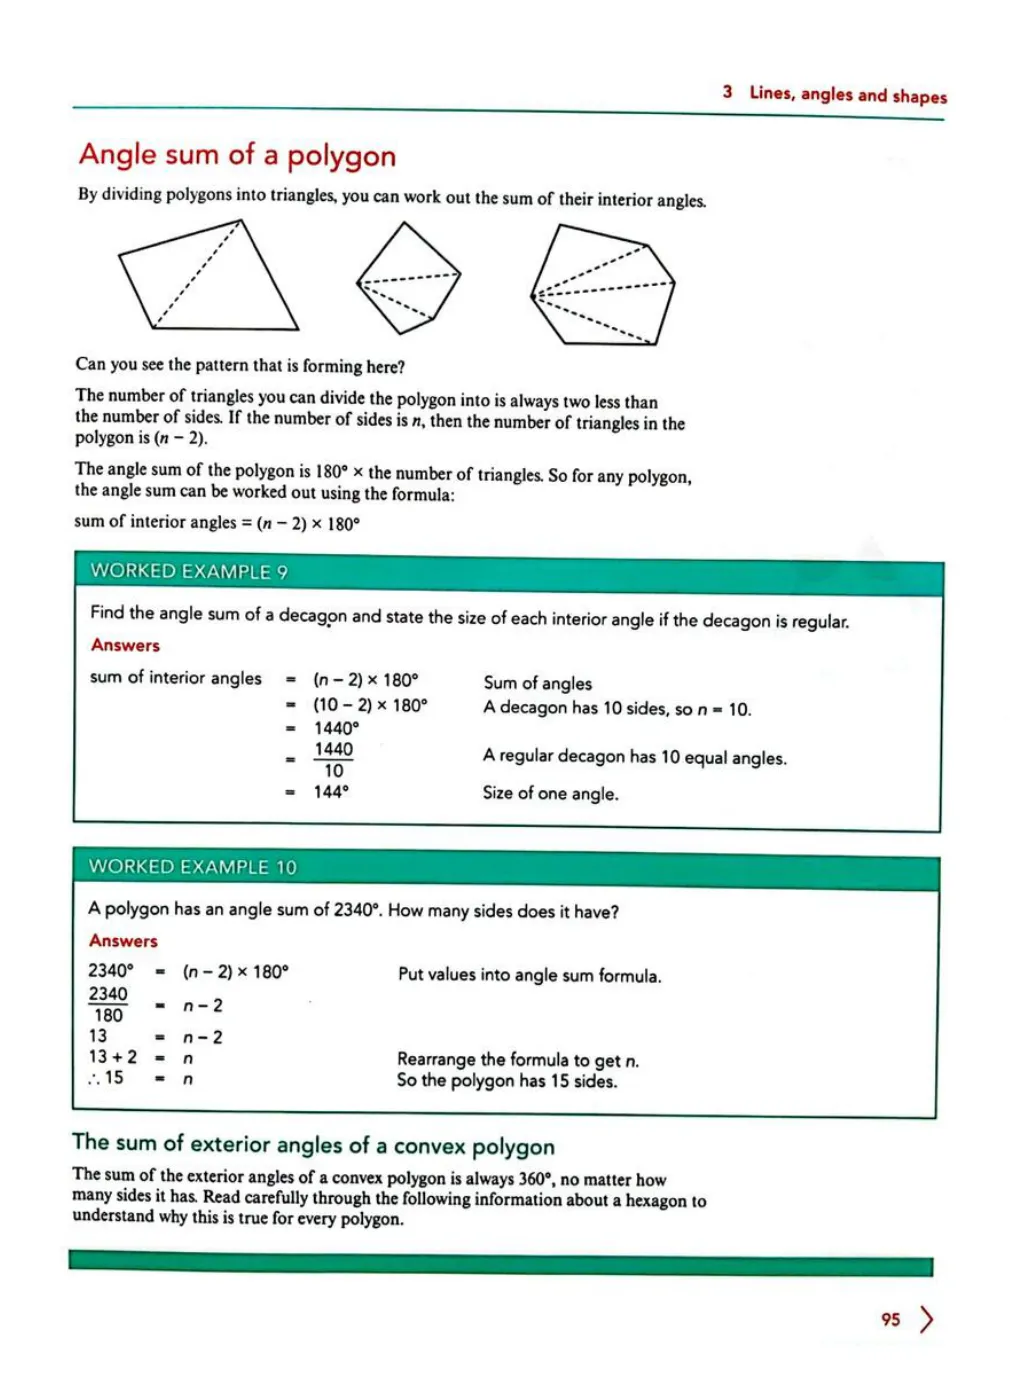 3 Lines, angles and shapes
Angle sum of a polygon
By dividing polygons into triangles, you can work out the sum of their interior angles.
Can you see the pattern that is forming here?
The number of triangles you can divide the polygon into is always two less than
the number of sides. If the number of sides is n, then the number of triangles in the
polygon is (n − 2).
The angle sum of the polygon is 180° × the number of triangles. So for any polygon,
the angle sum can be worked out using the formula:
sum of interior angles = (n − 2) × 180°
WORKED EXAMPLE 9
Find the angle sum of a decagon and state the size of each interior angle if the decagon is regular.
Answers
sum of interior angles = (n − 2) × 180° Sum of angles
= (10 − 2) × 180° A decagon has 10 sides, so n = 10.
= 1440°
= 1440/10 A regular decagon has 10 equal angles.
= 144° Size of one angle.
WORKED EXAMPLE 10
A polygon has an angle sum of 2340°. How many sides does it have?
Answers
2340° = (n − 2) × 180° Put values into angle sum formula.
2340/180 = n − 2
13 = n − 2
13 + 2 = n Rearrange the formula to get n.
∴ 15 = n So the polygon has 15 sides.
The sum of exterior angles of a convex polygon
The sum of the exterior angles of a convex polygon is always 360°, no matter how
many sides it has. Read carefully through the following information about a hexagon to
understand why this is true for every polygon.
95